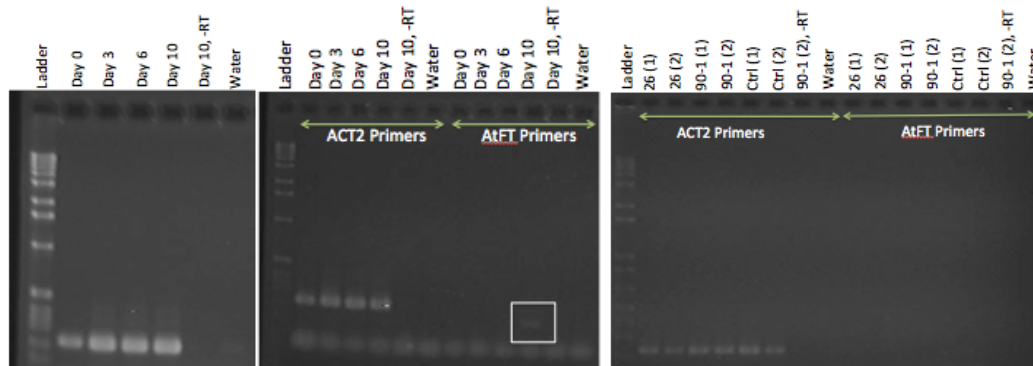 Ladder
Day 0
Day 3
Day 6
Day 10
Day 10, -RT
Water
Ladder
Day 0
Day 3
Day 6
Day 10
Day 10, -RT
Water
Day 0
Day 3
Day 6
Day 10
Day 10, -RT
Water
ACT2 Primers
AtFT Primers
Ladder
26 (1)
26 (2)
90-1 (1)
90-1 (2)
Ctrl (1)
Ctrl (2)
90-1 (2), -RT
Water
26 (1)
26 (2)
90-1 (1)
90-1 (2)
Ctrl (1)
Ctrl (2)
90-1 (2), -RT
Water
ACT2 Primers
AtFT Primers